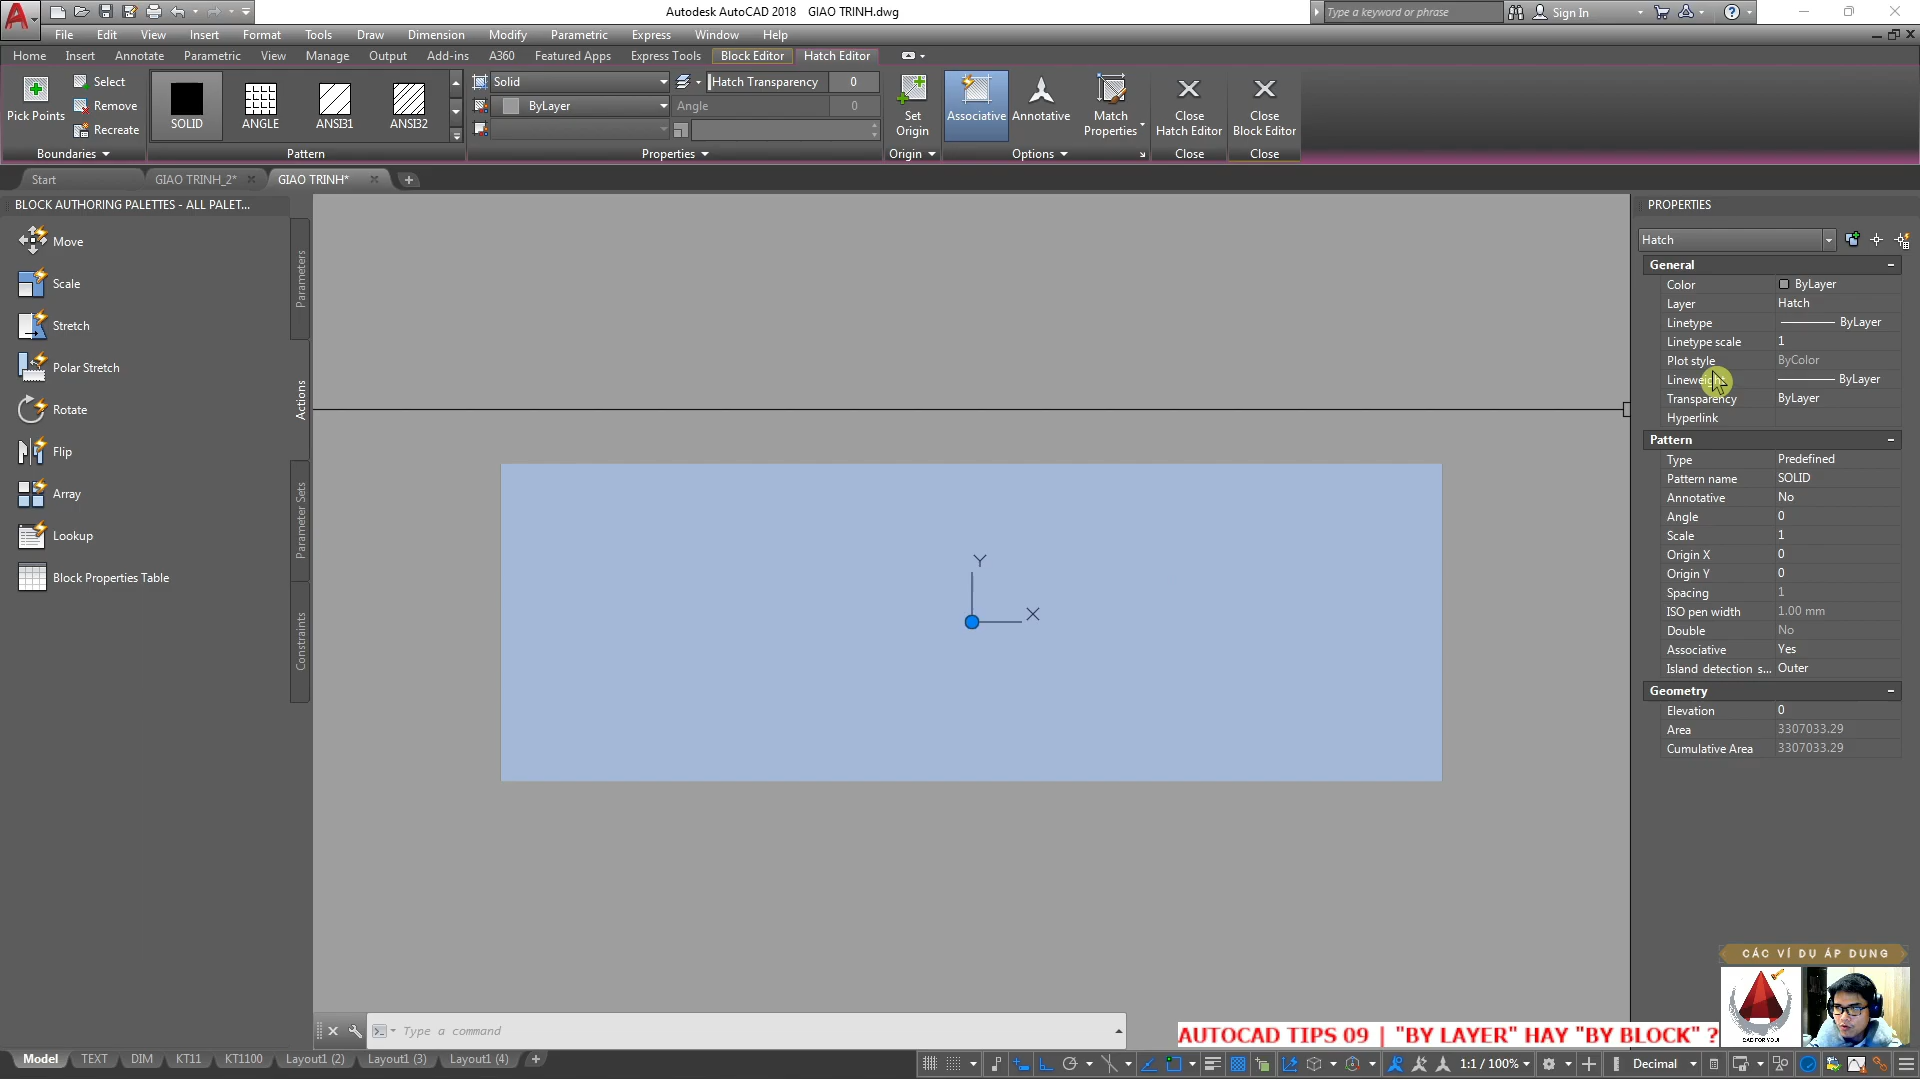 Autodesk AutoCAD 2018 GIAO TRINH.dwg
Type a keyword or phrase
Sign In
File Edit View Insert Format Tools Draw Dimension Modify Parametric Express Window Help
Home Insert Annotate Parametric View Manage Output Add-ins A360 Featured Apps Express Tools Block Editor Hatch Editor
Pick Points
Select
Remove
Recreate
Boundaries
SOLID
ANGLE
ANSI31
ANSI32
Pattern
Solid
ByLayer
Hatch Transparency 0
Angle 0
Properties
Set Origin
Origin
Associative
Annotative
Match Properties
Options
Close Hatch Editor
Close
Close Block Editor
Close
Start
GIAO TRINH_2*
GIAO TRINH*
BLOCK AUTHORING PALETTES - ALL PALET...
Move
Scale
Stretch
Polar Stretch
Rotate
Flip
Array
Lookup
Block Properties Table
Parameters
Actions
Parameter Sets
Constraints
Y
X
PROPERTIES
Hatch
General
Color ByLayer
Layer Hatch
Linetype ByLayer
Linetype scale 1
Plot style ByColor
Lineweight ByLayer
Transparency ByLayer
Hyperlink
Pattern
Type Predefined
Pattern name SOLID
Annotative No
Angle 0
Scale 1
Origin X 0
Origin Y 0
Spacing 1
ISO pen width 1.00 mm
Double No
Associative Yes
Island detection s... Outer
Geometry
Elevation 0
Area 3307033.29
Cumulative Area 3307033.29
CÁC VÍ DỤ ÁP DỤNG
CAD FOR YOU!
Type a command
AUTOCAD TIPS 09 | "BY LAYER" HAY "BY BLOCK" ?
Model TEXT DIM KT11 KT1100 Layout1 (2) Layout1 (3) Layout1 (4)
1:1 / 100% Decimal